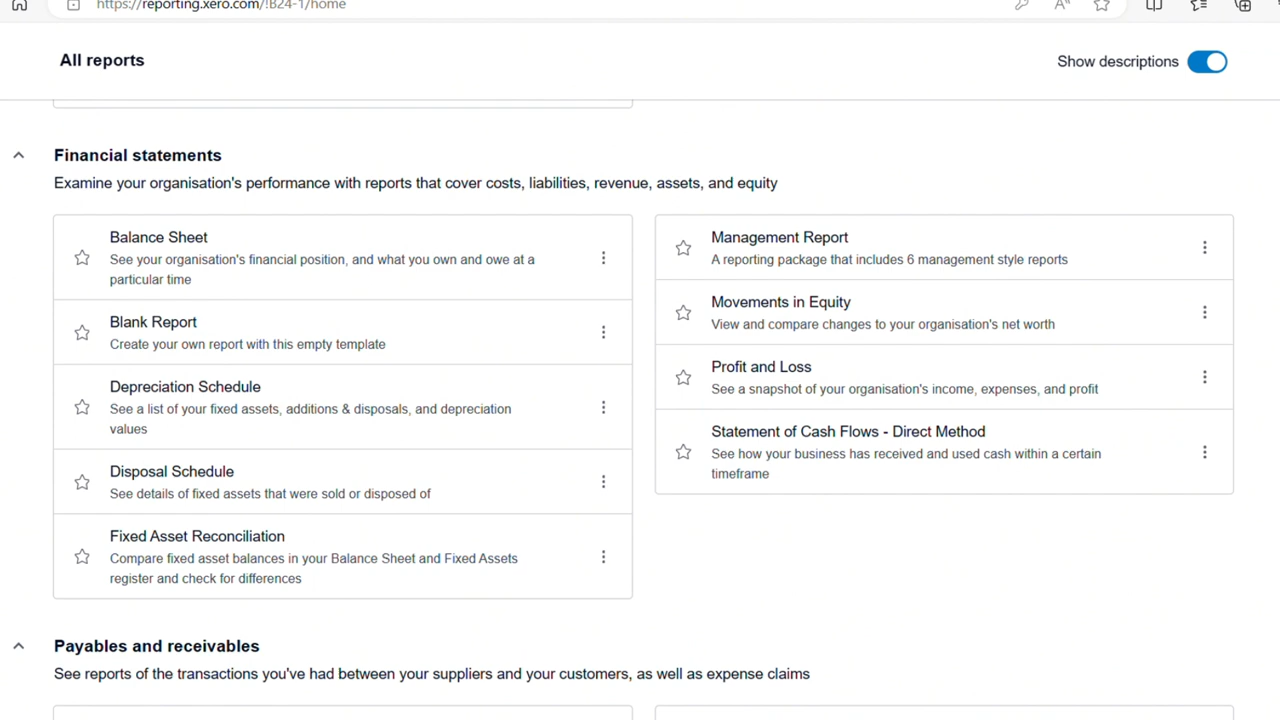 https://reporting.xero.com/!B24-1/home
All reports
Show descriptions
Financial statements
Examine your organisation's performance with reports that cover costs, liabilities, revenue, assets, and equity
Balance Sheet
See your organisation's financial position, and what you own and owe at a
particular time
Blank Report
Create your own report with this empty template
Depreciation Schedule
See a list of your fixed assets, additions & disposals, and depreciation
values
Disposal Schedule
See details of fixed assets that were sold or disposed of
Fixed Asset Reconciliation
Compare fixed asset balances in your Balance Sheet and Fixed Assets
register and check for differences
Management Report
A reporting package that includes 6 management style reports
Movements in Equity
View and compare changes to your organisation's net worth
Profit and Loss
See a snapshot of your organisation's income, expenses, and profit
Statement of Cash Flows - Direct Method
See how your business has received and used cash within a certain
timeframe
Payables and receivables
See reports of the transactions you've had between your suppliers and your customers, as well as expense claims